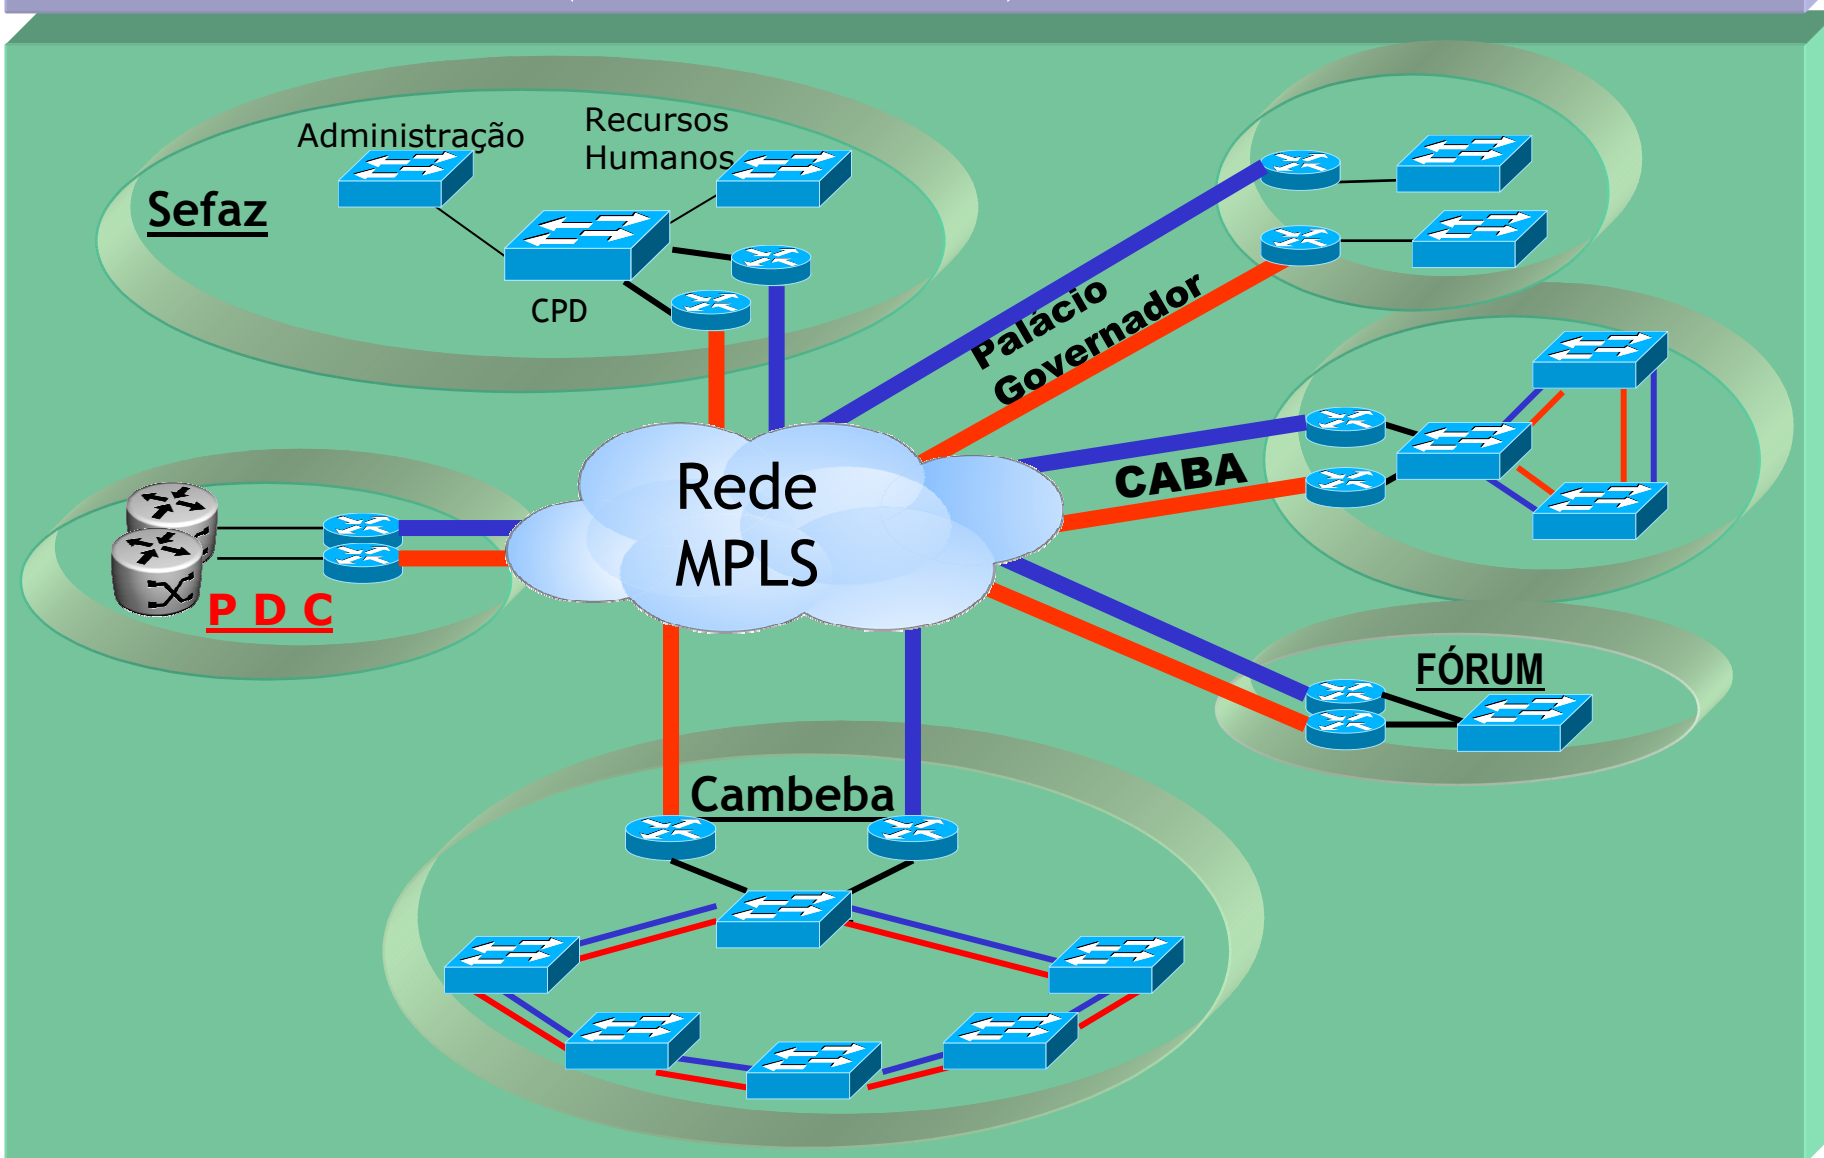 Administração
Recursos
Humanos
Sefaz
CPD
Palácio
Governador
CABA
Rede
MPLS
P D C
FÓRUM
Cambeba